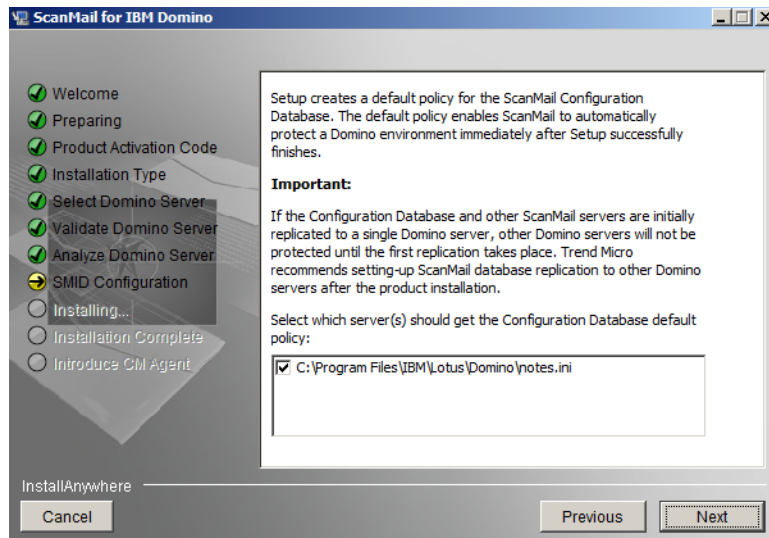 ScanMail for IBM Domino
Welcome
Preparing
Product Activation Code
Installation Type
Select Domino Server
Validate Domino Server
Analyze Domino Server
SMID Configuration
Installing...
Installation Complete
Introduce CM Agent
Setup creates a default policy for the ScanMail Configuration
Database. The default policy enables ScanMail to automatically
protect a Domino environment immediately after Setup successfully
finishes.
Important:
If the Configuration Database and other ScanMail servers are initially
replicated to a single Domino server, other Domino servers will not be
protected until the first replication takes place. Trend Micro
recommends setting-up ScanMail database replication to other Domino
servers after the product installation.
Select which server(s) should get the Configuration Database default
policy:
C:\Program Files\IBM\Lotus\Domino\notes.ini
InstallAnywhere
Cancel
Previous
Next